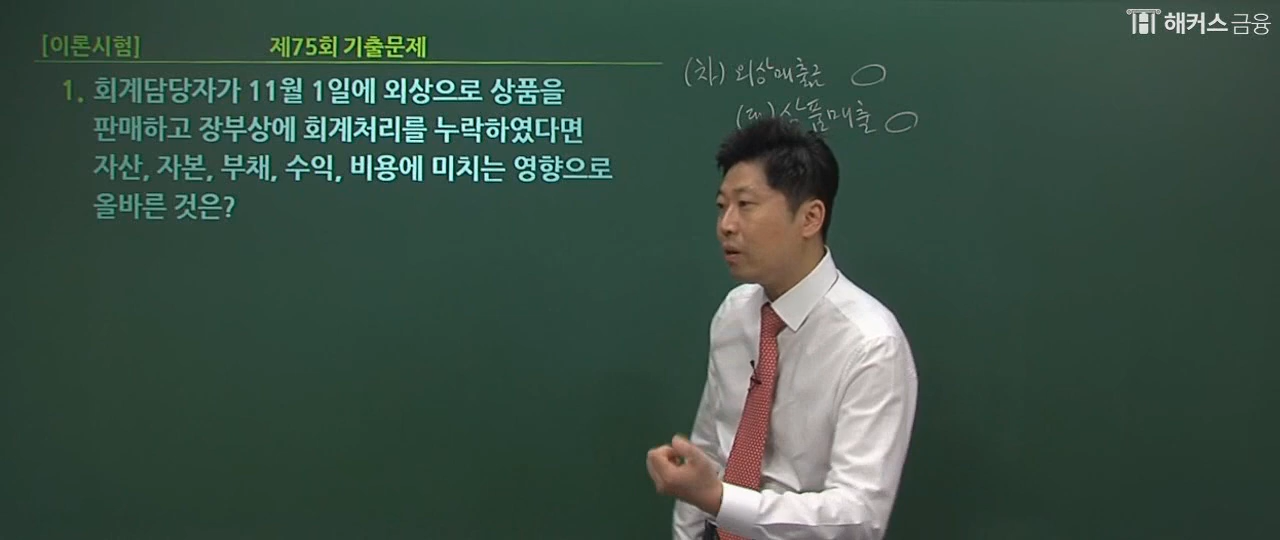 해커스 금융
[이론시험] 제75회 기출문제
1. 회계담당자가 11월 1일에 외상으로 상품을
판매하고 장부상에 회계처리를 누락하였다면
자산, 자본, 부채, 수익, 비용에 미치는 영향으로
올바른 것은?
(차) 외상매출금
(대) 상품매출